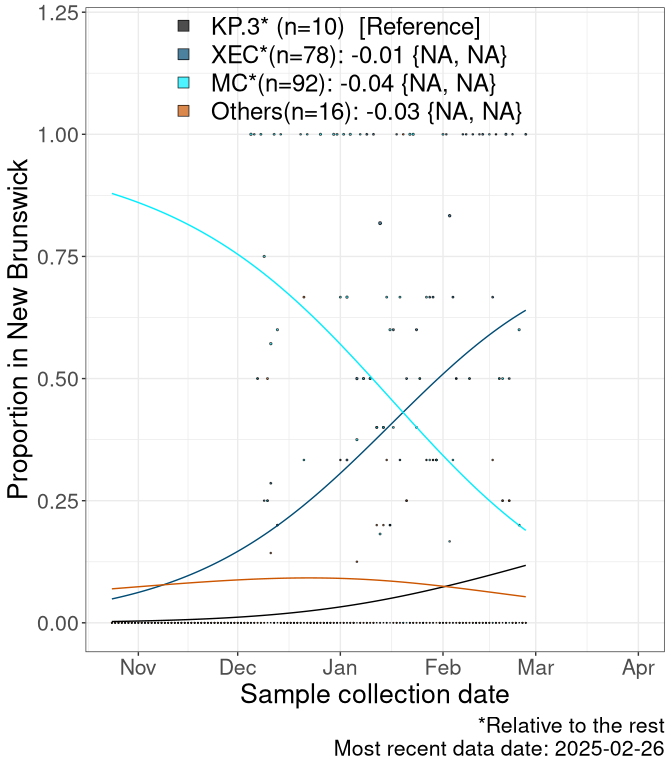 KP.3* (n=10) [Reference]
XEC*(n=78): -0.01 {NA, NA}
MC*(n=92): -0.04 {NA, NA}
Others(n=16): -0.03 {NA, NA}
1.25
1.00
0.75
0.50
0.25
0.00
Proportion in New Brunswick
Nov Dec Jan Feb Mar Apr
Sample collection date
*Relative to the rest
Most recent data date: 2025-02-26